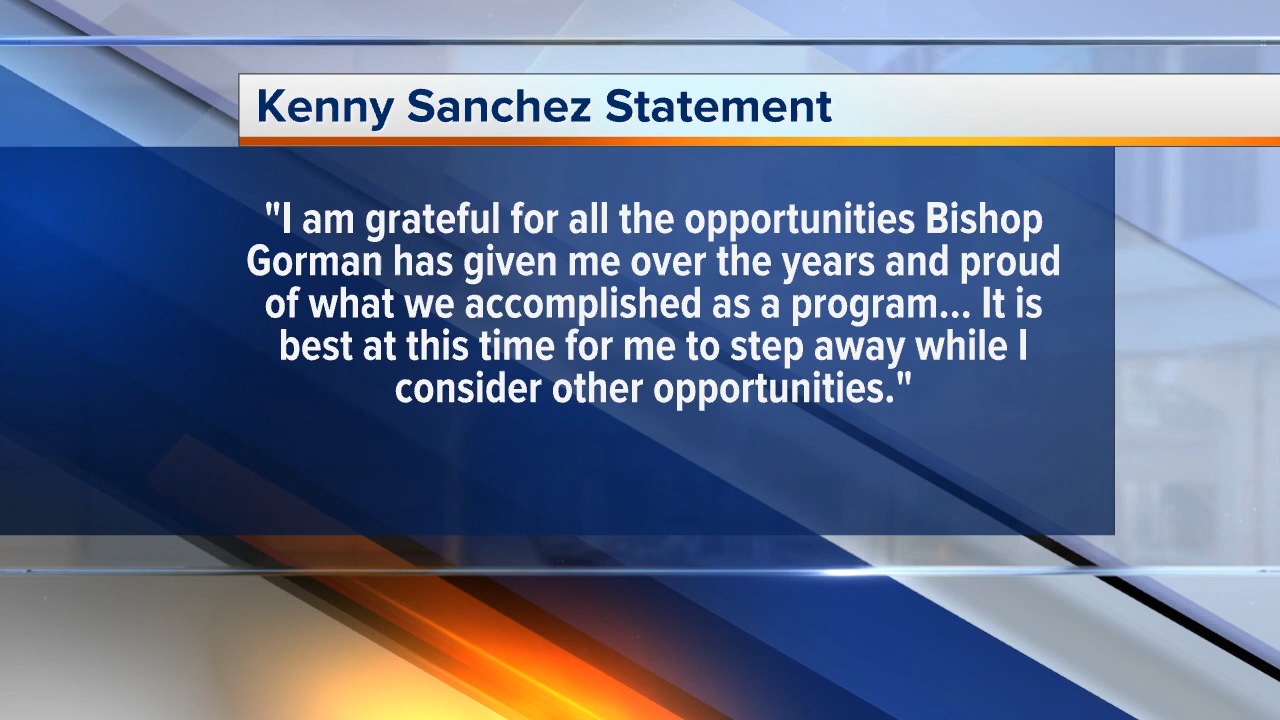 Kenny Sanchez Statement
"I am grateful for all the opportunities Bishop
Gorman has given me over the years and proud
of what we accomplished as a program... It is
best at this time for me to step away while I
consider other opportunities."